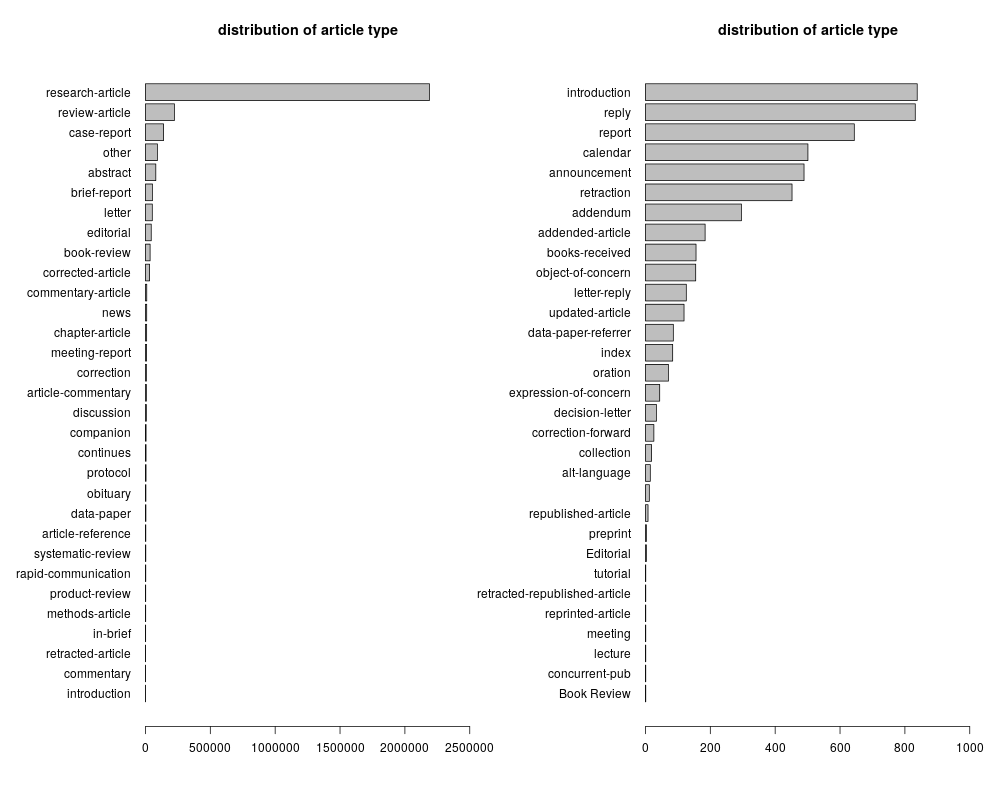 distribution of article type
research-article
review-article
case-report
other
abstract
brief-report
letter
editorial
book-review
corrected-article
commentary-article
news
chapter-article
meeting-report
correction
article-commentary
discussion
companion
continues
protocol
obituary
data-paper
article-reference
systematic-review
rapid-communication
product-review
methods-article
in-brief
retracted-article
commentary
introduction
0 500000 1000000 1500000 2000000 2500000
distribution of article type
introduction
reply
report
calendar
announcement
retraction
addendum
addended-article
books-received
object-of-concern
letter-reply
updated-article
data-paper-referrer
index
oration
expression-of-concern
decision-letter
correction-forward
collection
alt-language
republished-article
preprint
Editorial
tutorial
retracted-republished-article
reprinted-article
meeting
lecture
concurrent-pub
Book Review
0 200 400 600 800 1000